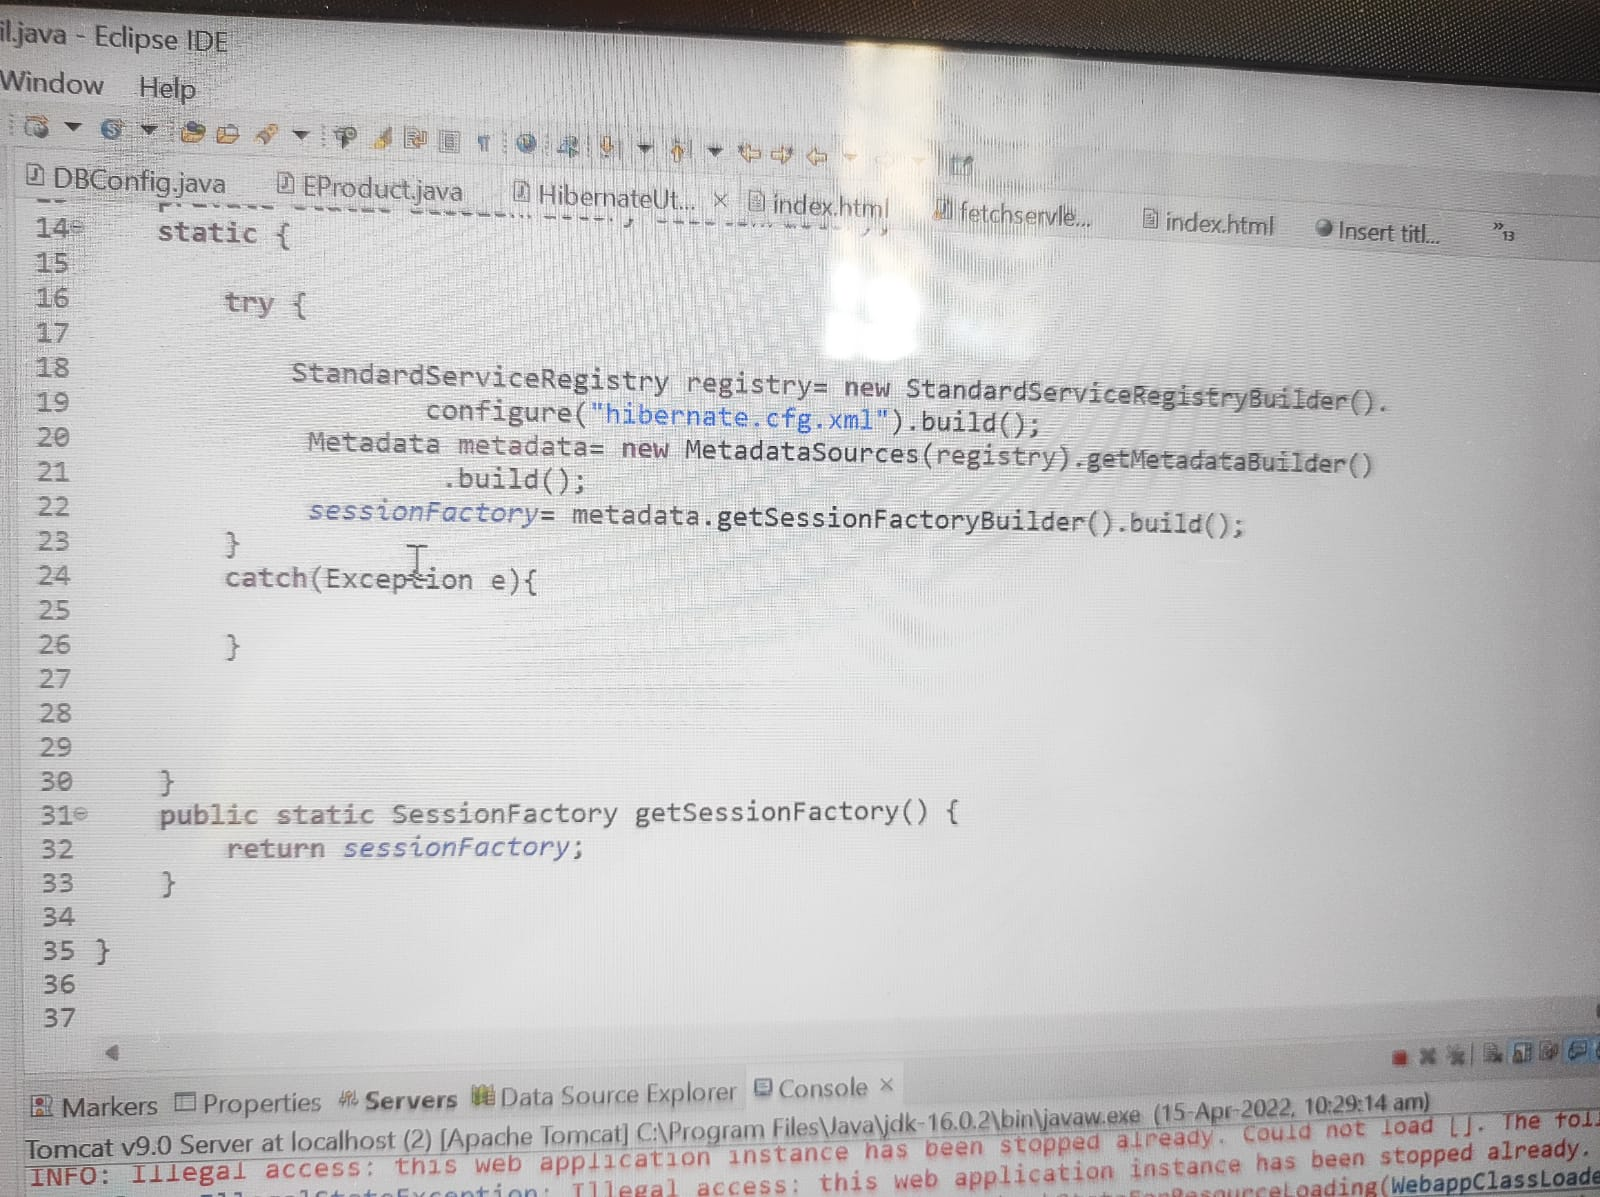 il.java - Eclipse IDE
Window Help
DBConfig.java EProduct.java HibernateUt... × index.html fetchservle... index.html Insert titl... »13
14 static {
15
16 try {
17
18 StandardServiceRegistry registry= new StandardServiceRegistryBuilder().
19 configure("hibernate.cfg.xml").build();
20 Metadata metadata= new MetadataSources(registry).getMetadataBuilder()
21 .build();
22 sessionFactory= metadata.getSessionFactoryBuilder().build();
23 }
24 catch(Exception e){
25
26 }
27
28
29
30 }
31 public static SessionFactory getSessionFactory() {
32 return sessionFactory;
33 }
34
35 }
36
37
Markers Properties Servers Data Source Explorer Console ×
Tomcat v9.0 Server at localhost (2) [Apache Tomcat] C:\Program Files\Java\jdk-16.0.2\bin\javaw.exe (15-Apr-2022, 10:29:14 am)
INFO: Illegal access: this web application instance has been stopped already. Could not load []. The foll
Exception: Illegal access: this web application instance has been stopped already.
ResourceLoading(WebappClassLoade